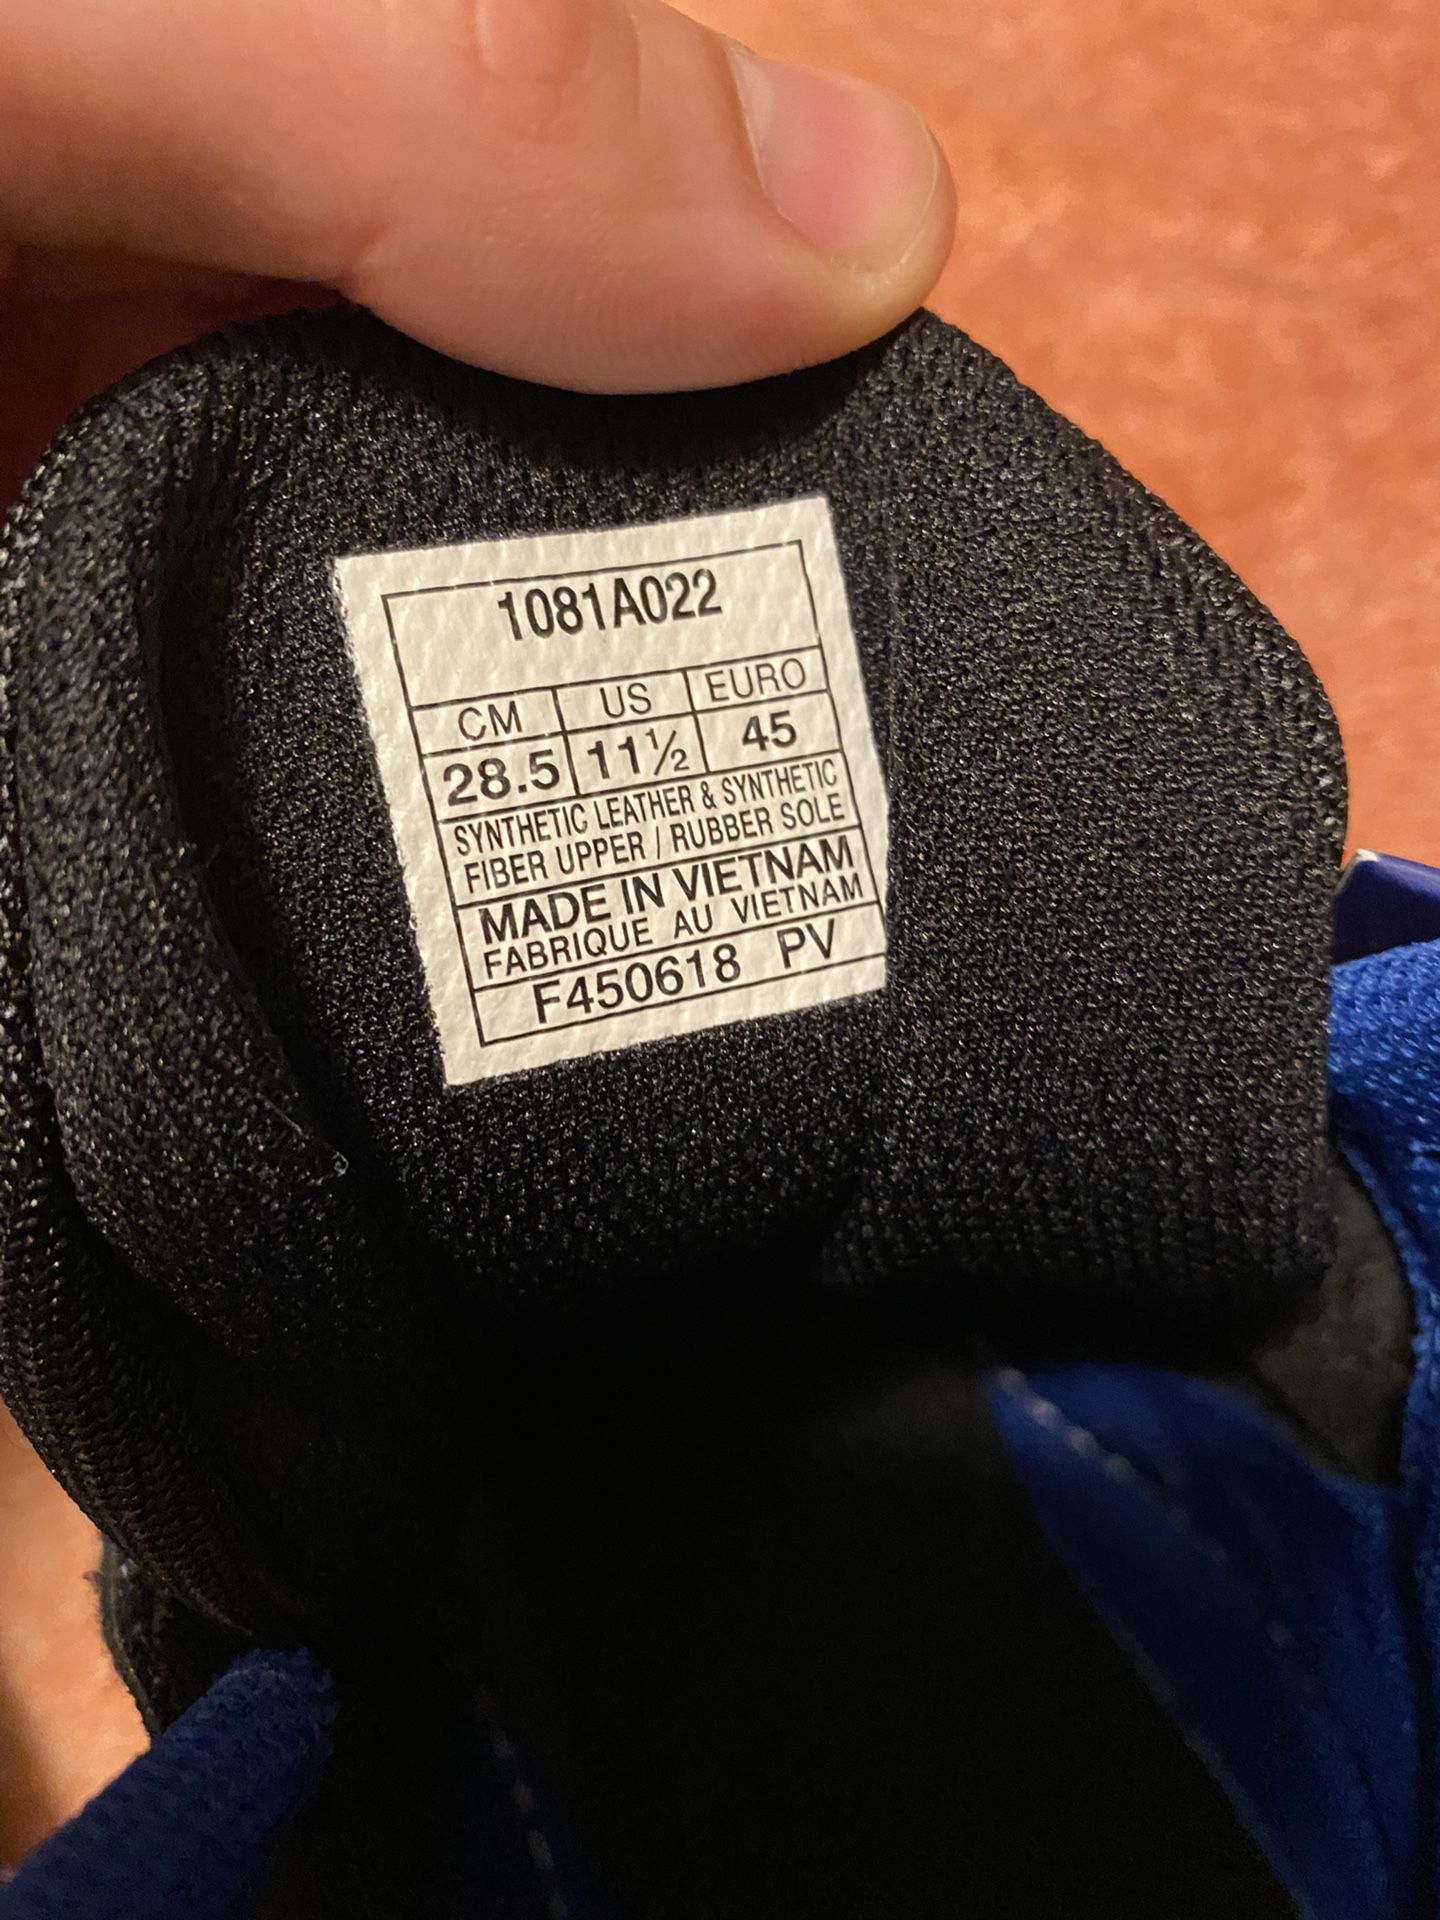 1081A022
CM US EURO
28.5 11½ 45
SYNTHETIC LEATHER & SYNTHETIC
FIBER UPPER / RUBBER SOLE
MADE IN VIETNAM
FABRIQUE AU VIETNAM
F450618 PV